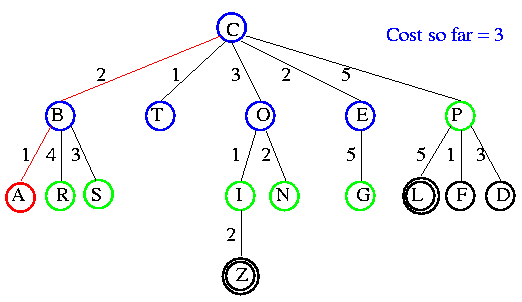 C
Cost so far = 3
2 1 3 2 5
B T O E P
1 4 3 1 2 5 5 1 3
A R S I N G L F D
2
Z